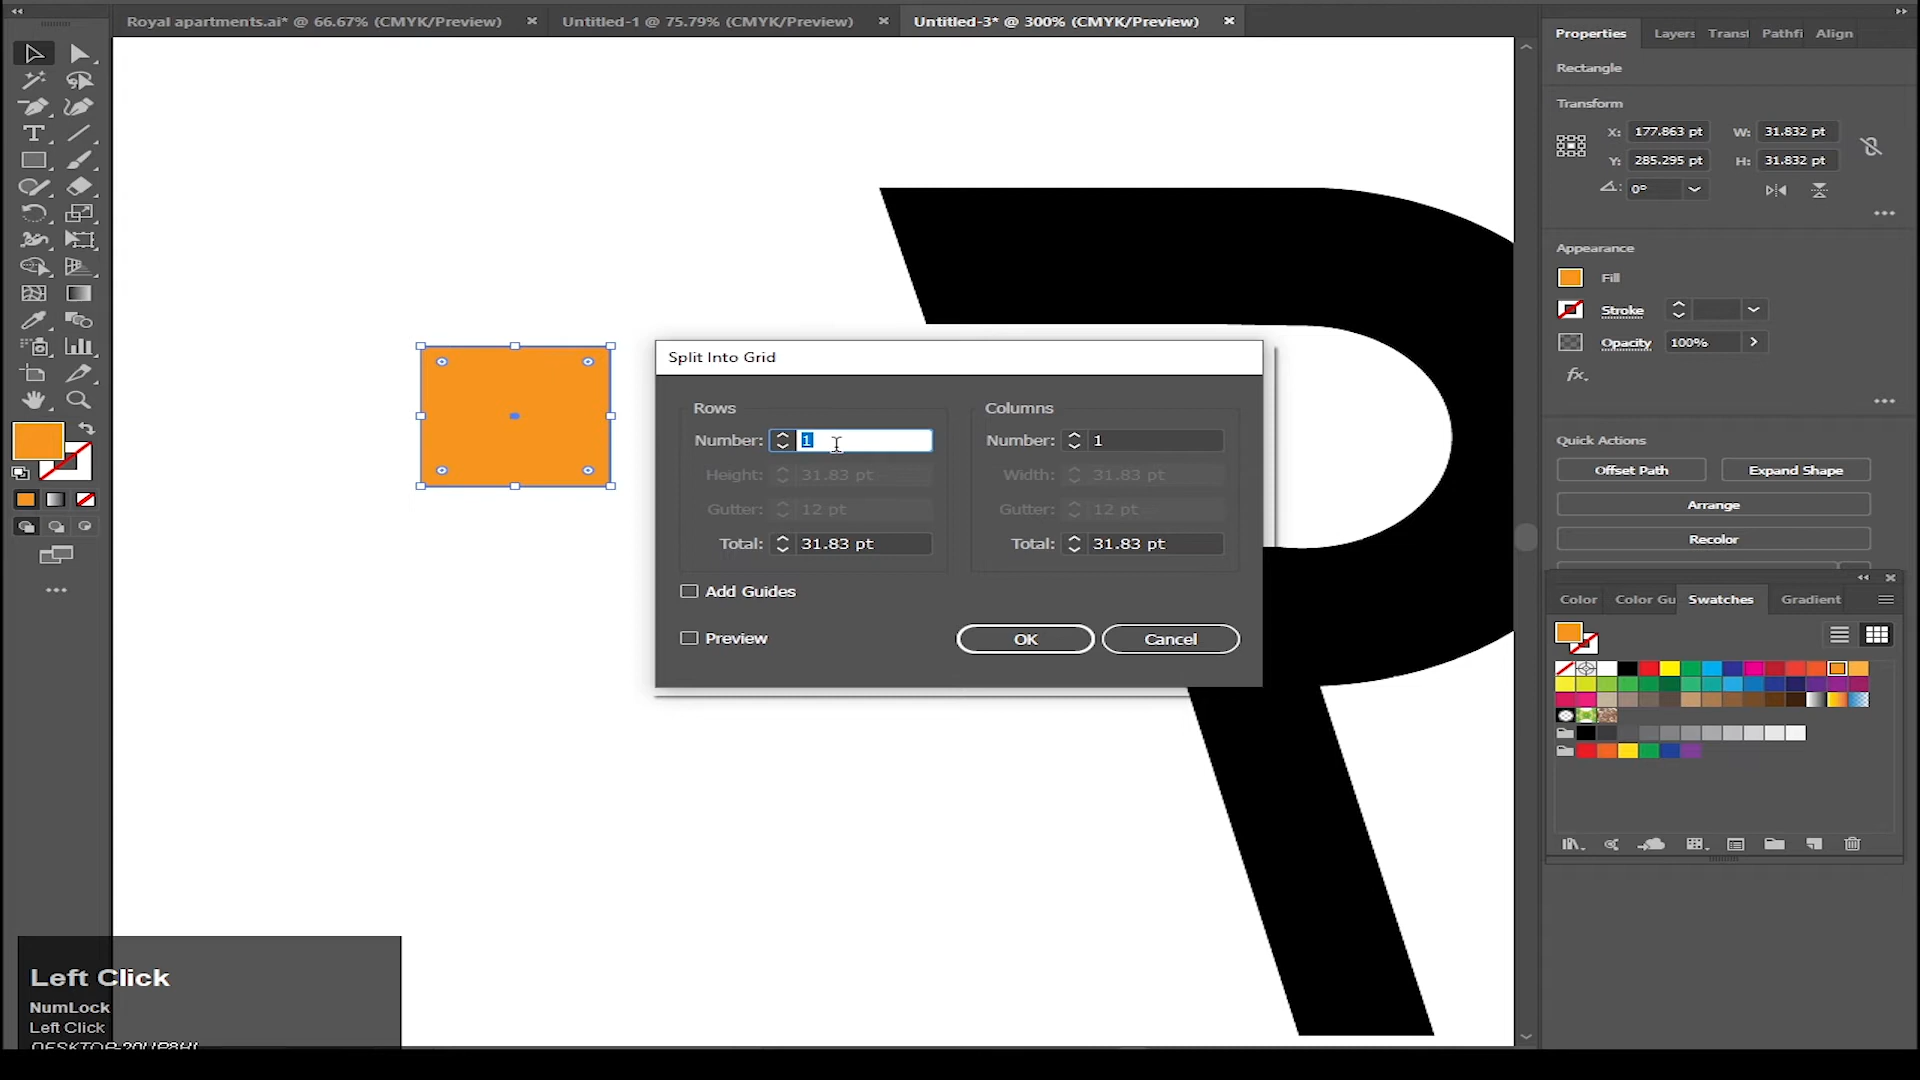 Royal apartments.ai* @ 66.67% (CMYK/Preview)
Untitled-1 @ 75.79% (CMYK/Preview)
Untitled-3* @ 300% (CMYK/Preview)
Properties
Layers
Transf
Pathfi
Align
Rectangle
Transform
X: 177.863 pt
W: 31.832 pt
Y: 285.295 pt
H: 31.832 pt
0°
Appearance
Fill
Stroke
Opacity
100%
fx.
Quick Actions
Offset Path
Expand Shape
Arrange
Recolor
Color
Color Gu
Swatches
Gradient
Split Into Grid
Rows
Number: 1
Height: 31.83 pt
Gutter: 12 pt
Total: 31.83 pt
Columns
Number: 1
Width: 31.83 pt
Gutter: 12 pt
Total: 31.83 pt
Add Guides
Preview
OK
Cancel
R
Left Click
NumLock
Left Click